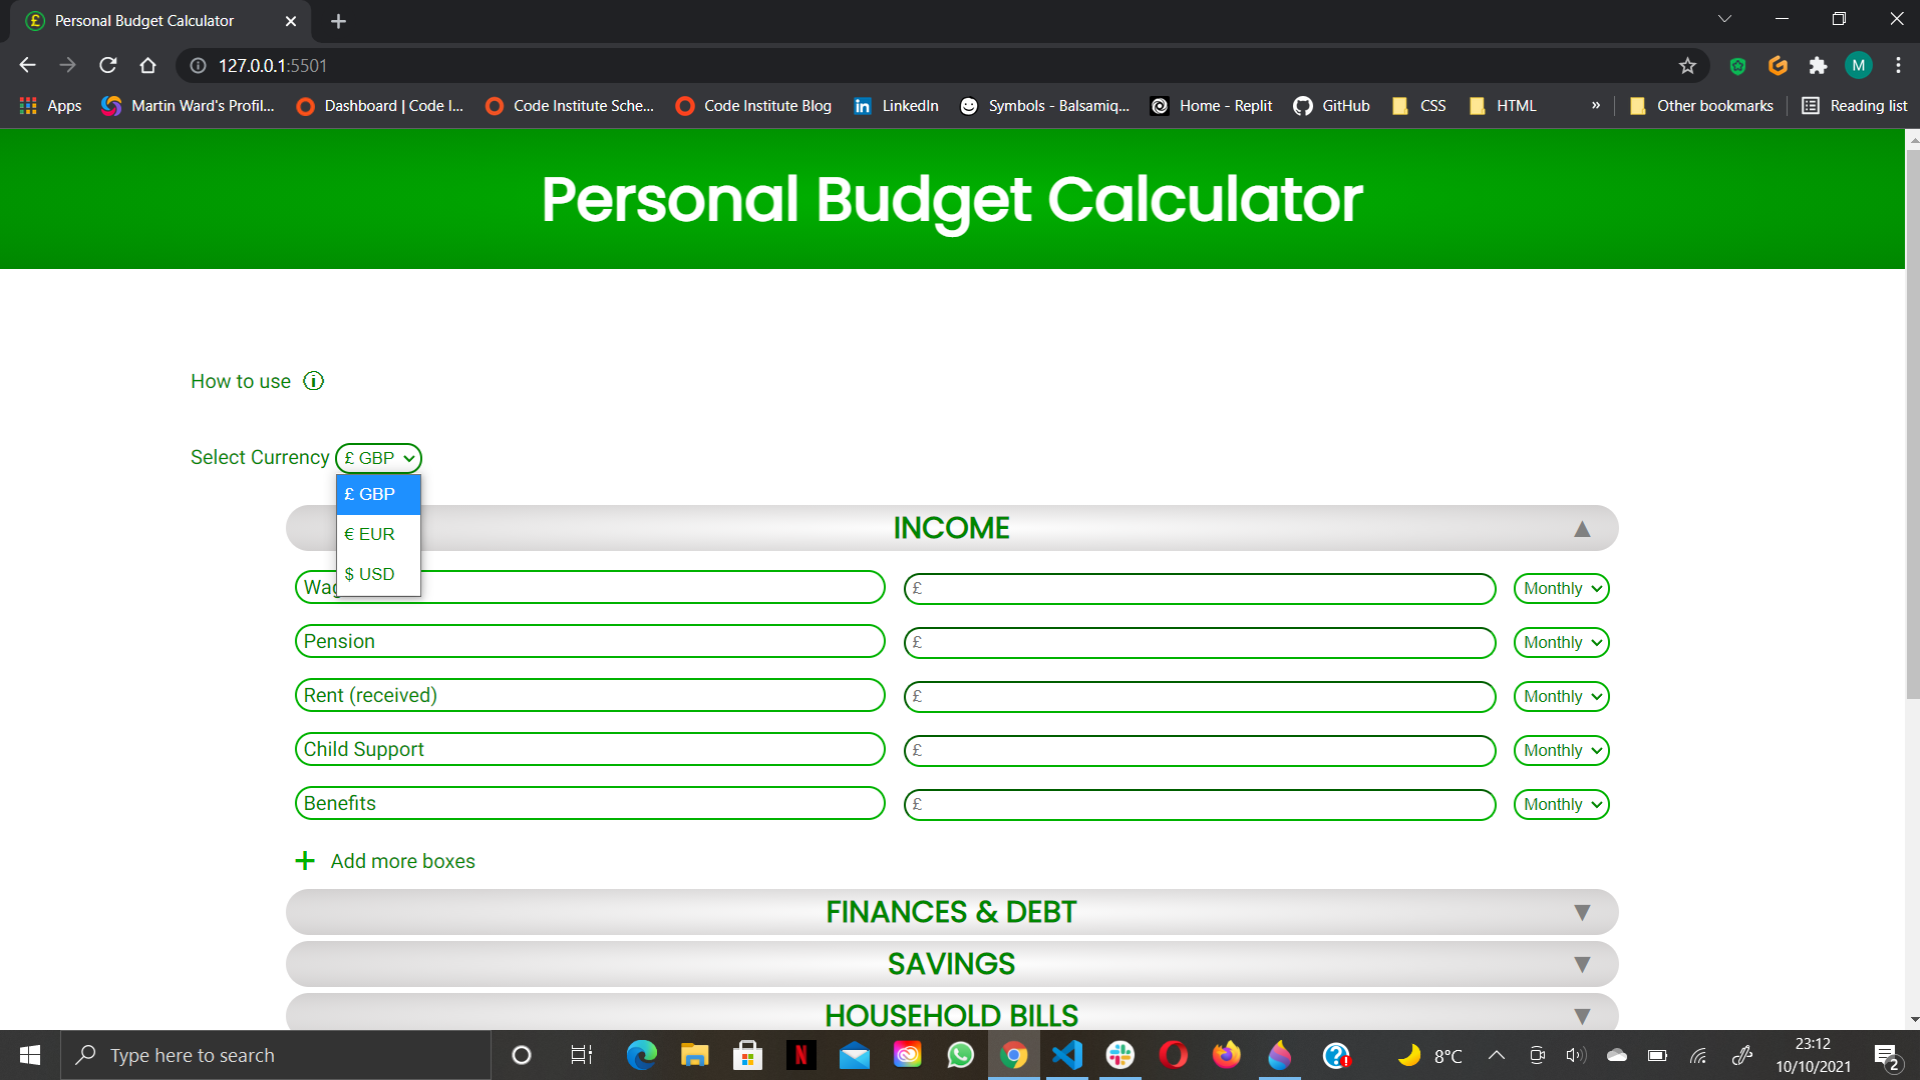 Personal Budget Calculator
127.0.0.1:5501
M
Apps
Martin Ward's Profil...
Dashboard | Code I...
Code Institute Sche...
Code Institute Blog
LinkedIn
Symbols - Balsamiq...
Home - Replit
GitHub
CSS
HTML
»
Other bookmarks
Reading list
Personal Budget Calculator
How to use
Select Currency £ GBP
£ GBP
€ EUR
$ USD
INCOME ▲
£ Monthly
Pension £ Monthly
Rent (received) £ Monthly
Child Support £ Monthly
Benefits £ Monthly
+ Add more boxes
FINANCES & DEBT ▼
SAVINGS ▼
HOUSEHOLD BILLS ▼
Type here to search
8°C
23:12
10/10/2021
2